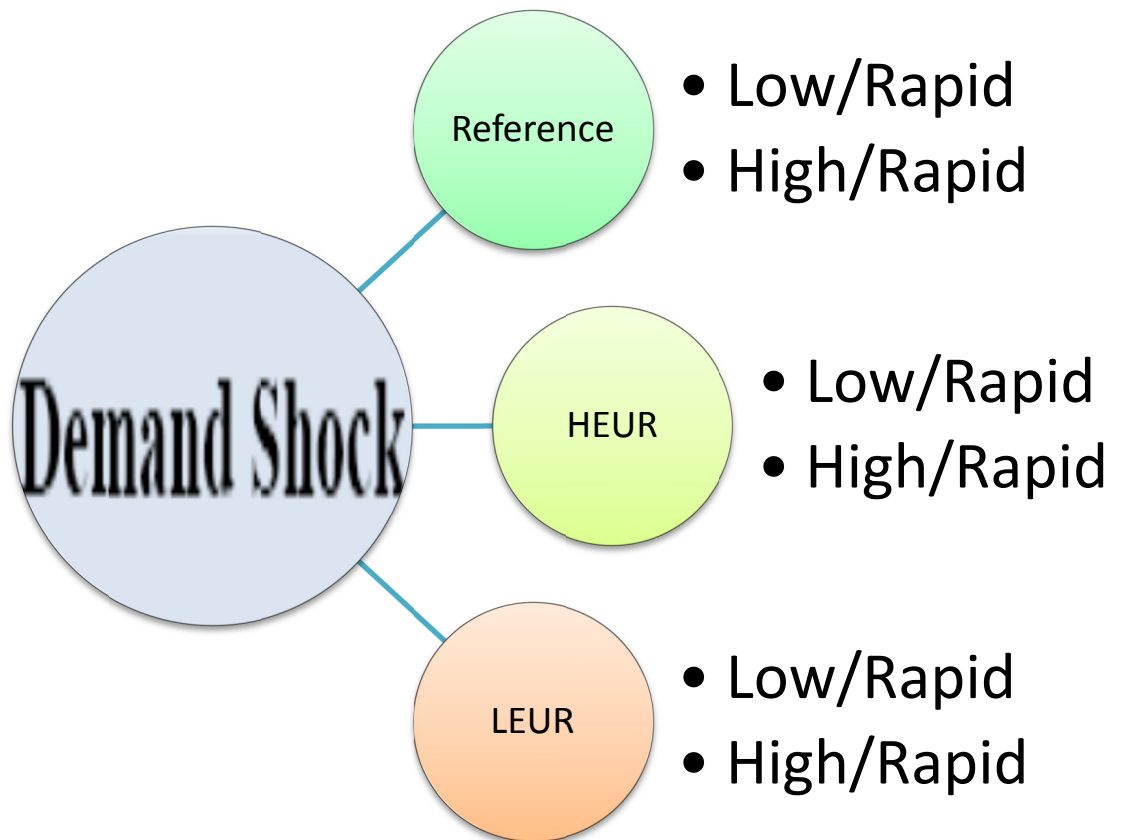 Demand Shock
Reference
• Low/Rapid
• High/Rapid
HEUR
• Low/Rapid
• High/Rapid
LEUR
• Low/Rapid
• High/Rapid